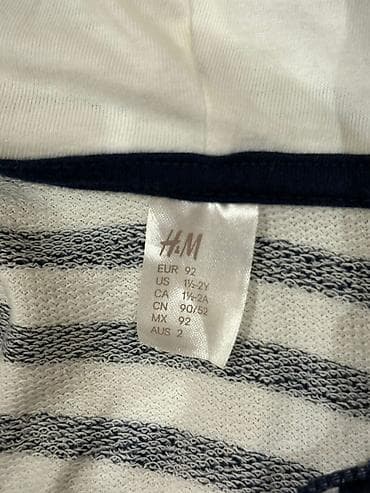 H&M
EUR 92
US 1½-2Y
CA 1½-2A
CN 90/52
MX 92
AUS 2